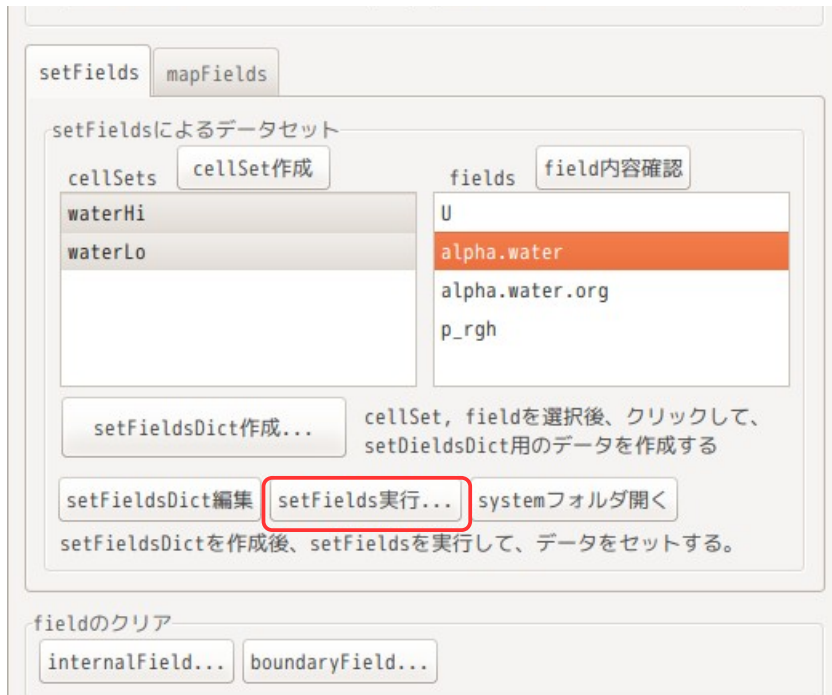 setFields mapFields
setFieldsによるデータセット
cellSets cellSet作成 fields field内容確認
waterHi U
waterLo alpha.water
alpha.water.org
p_rgh
setFieldsDict作成... cellSet, fieldを選択後、クリックして、
setDieldsDict用のデータを作成する
setFieldsDict編集 setFields実行... systemフォルダ開く
setFieldsDictを作成後、setFieldsを実行して、データをセットする。
fieldのクリア
internalField... boundaryField...